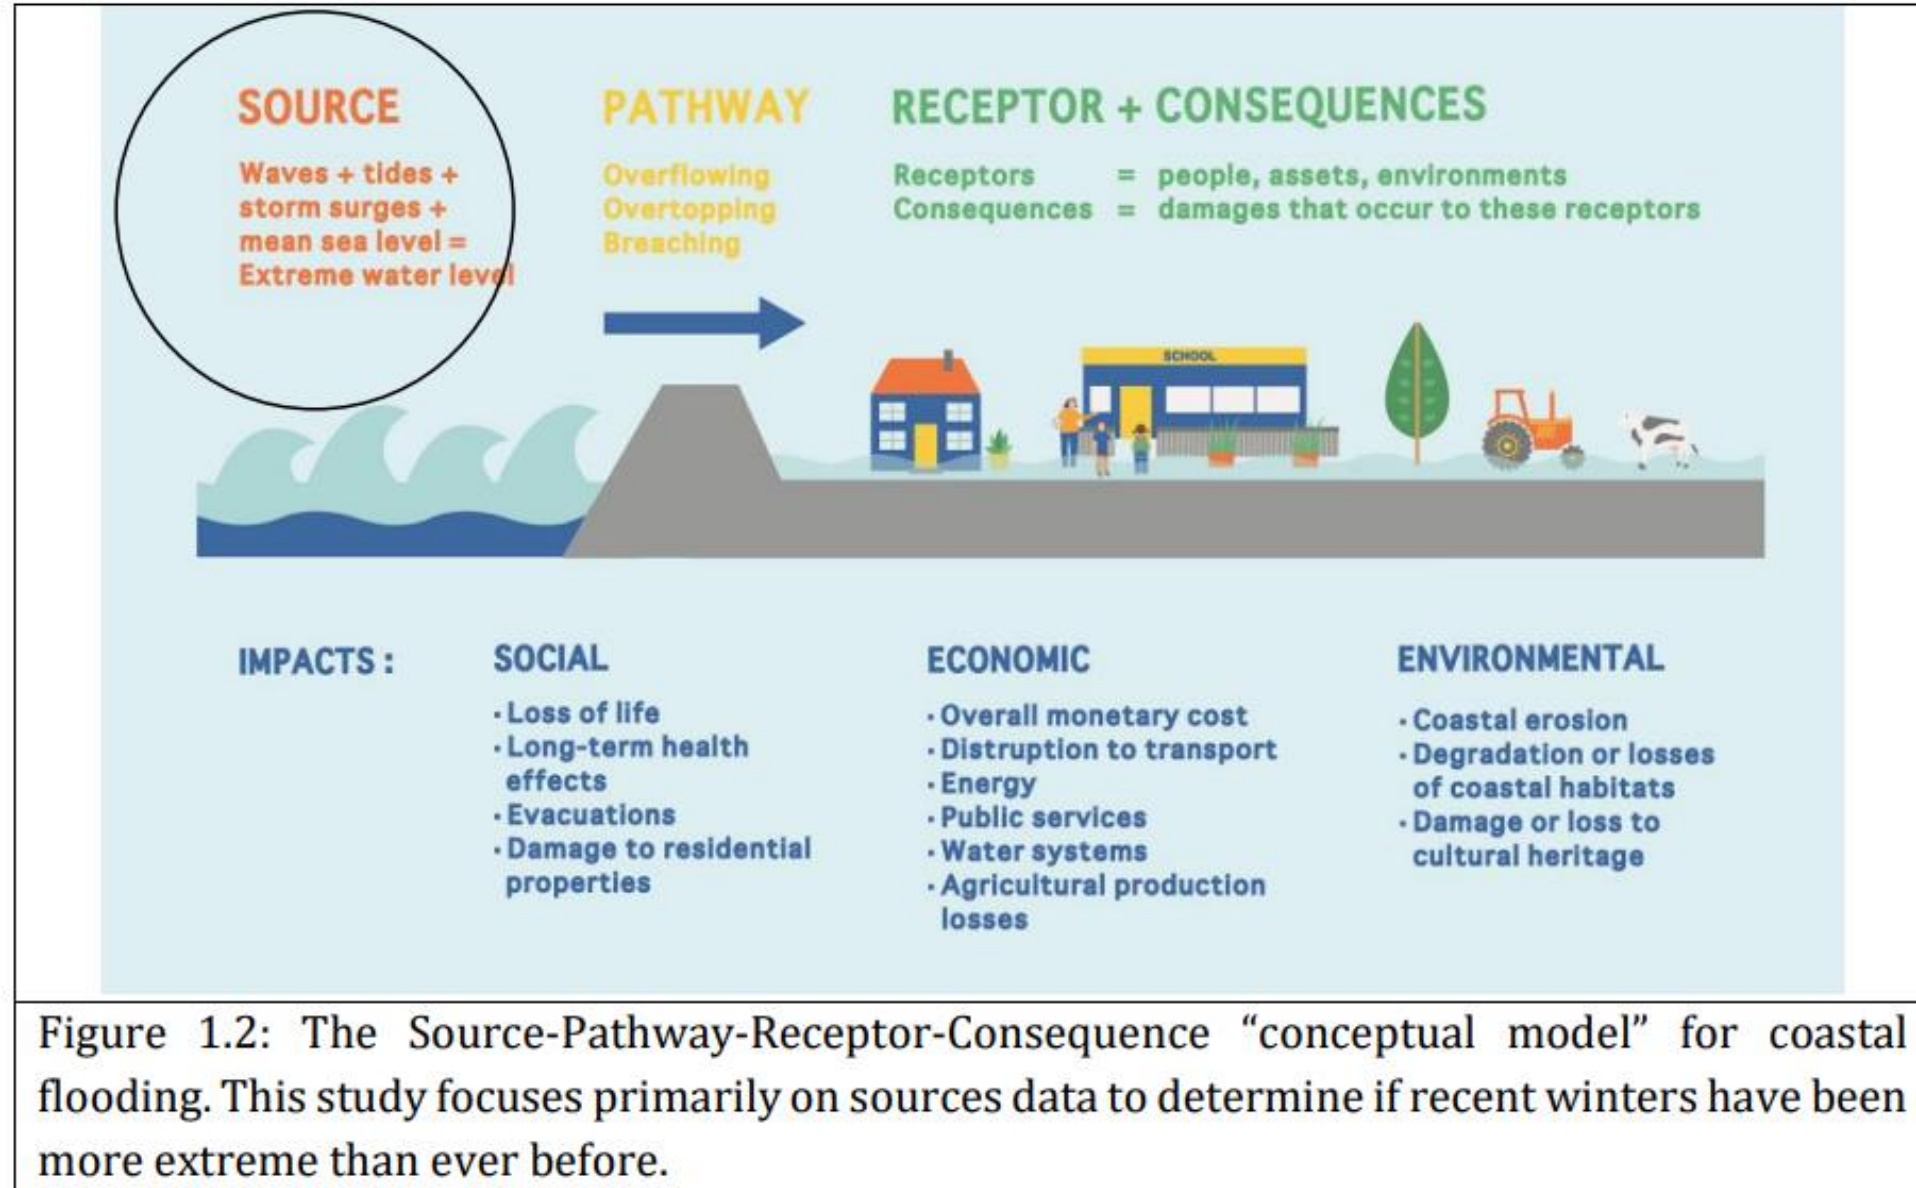 SOURCE
Waves + tides +
storm surges +
mean sea level =
Extreme water level
PATHWAY
Overflowing
Overtopping
Breaching
RECEPTOR + CONSEQUENCES
Receptors = people, assets, environments
Consequences = damages that occur to these receptors
SCHOOL
IMPACTS :
SOCIAL
· Loss of life
· Long-term health
effects
· Evacuations
· Damage to residential
properties
ECONOMIC
· Overall monetary cost
· Distruption to transport
· Energy
· Public services
· Water systems
· Agricultural production
losses
ENVIRONMENTAL
· Coastal erosion
· Degradation or losses
of coastal habitats
· Damage or loss to
cultural heritage
Figure 1.2: The Source-Pathway-Receptor-Consequence “conceptual model” for coastal
flooding. This study focuses primarily on sources data to determine if recent winters have been
more extreme than ever before.